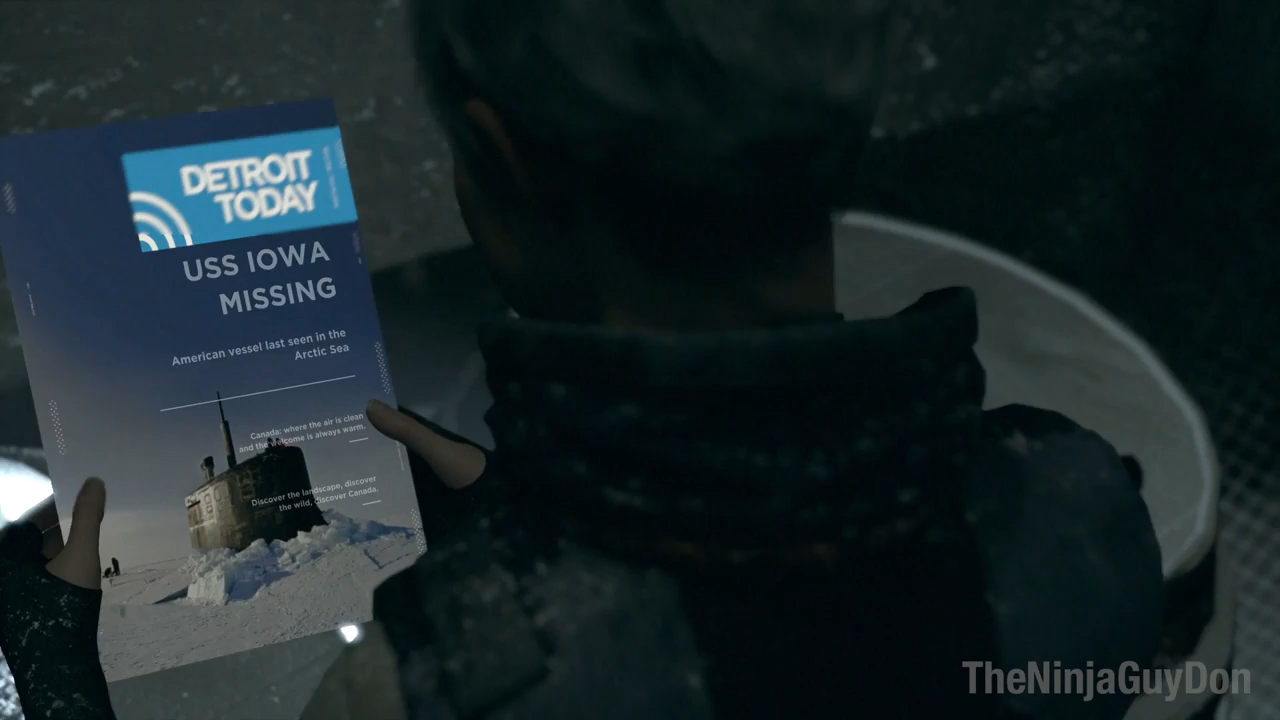 DETROIT
TODAY
USS IOWA
MISSING
American vessel last seen in the
Arctic Sea
Canada: where the air is clean
and the welcome is always warm.
Discover the landscape, discover
the wild, discover Canada.
TheNinjaGuyDon